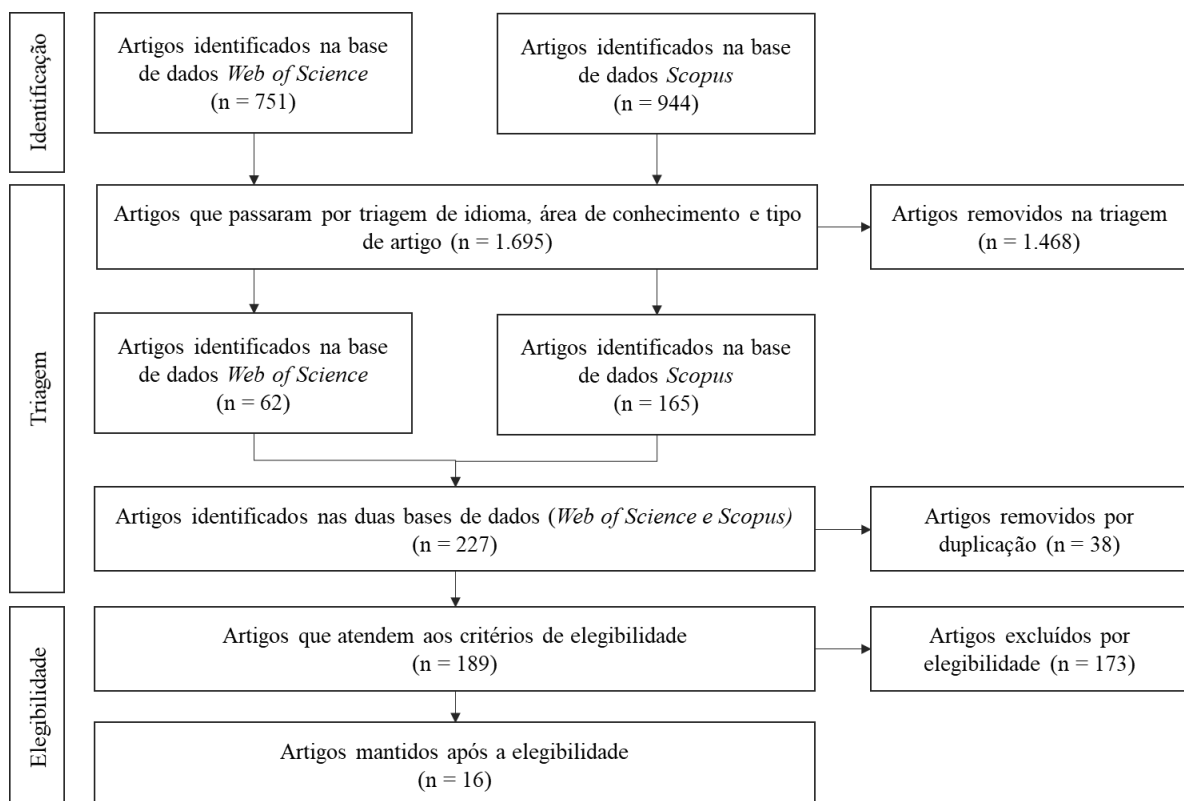 Identificação
Artigos identificados na base
de dados Web of Science
(n = 751)
Artigos identificados na base
de dados Scopus
(n = 944)
Triagem
Artigos que passaram por triagem de idioma, área de conhecimento e tipo
de artigo (n = 1.695)
Artigos removidos na triagem
(n = 1.468)
Artigos identificados na base
de dados Web of Science
(n = 62)
Artigos identificados na base
de dados Scopus
(n = 165)
Artigos identificados nas duas bases de dados (Web of Science e Scopus)
(n = 227)
Artigos removidos por
duplicação (n = 38)
Elegibilidade
Artigos que atendem aos critérios de elegibilidade
(n = 189)
Artigos excluídos por
elegibilidade (n = 173)
Artigos mantidos após a elegibilidade
(n = 16)